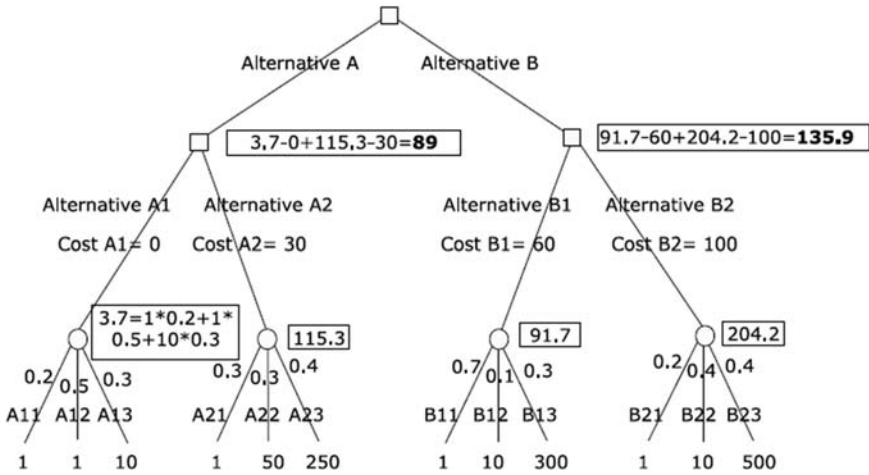 Alternative A Alternative B
3,7-0+115,3-30=89 91.7-60+204.2-100=135.9
Alternative A1 Alternative A2 Alternative B1 Alternative B2
Cost A1= 0 Cost A2= 30 Cost B1= 60 Cost B2= 100
3.7=1*0.2+1*
0.5+10*0.3
115.3 91.7 204.2
0.2 0.5 0.3 0.3 0.3 0.4 0.7 0.1 0.3 0.2 0.4 0.4
A11 A12 A13 A21 A22 A23 B11 B12 B13 B21 B22 B23
1 1 10 1 50 250 1 10 300 1 10 500